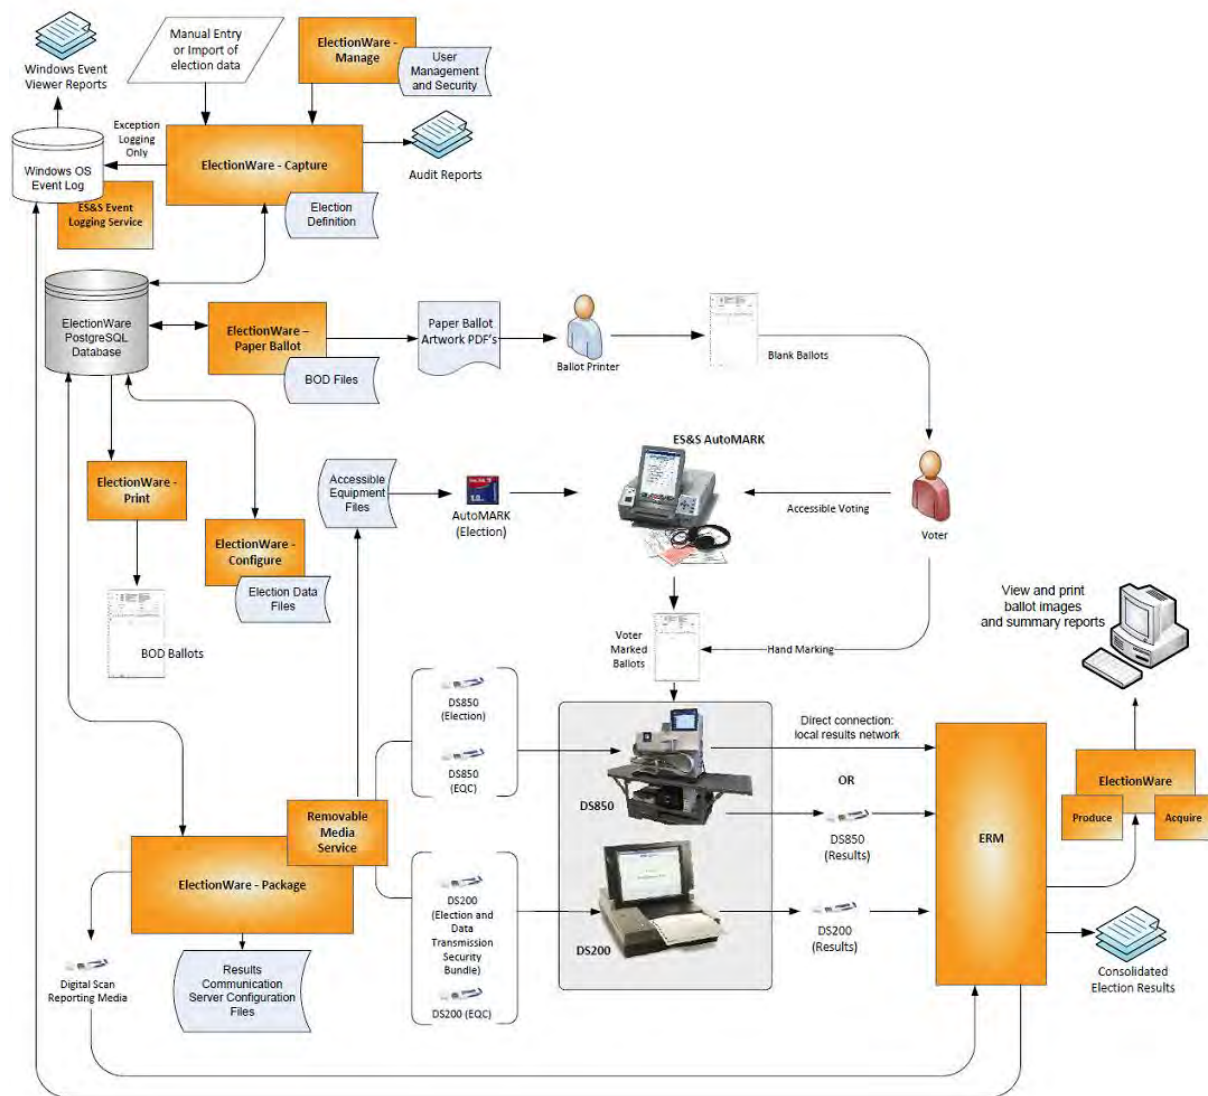 Windows Event
Viewer Reports
Manual Entry
or Import of
election data
ElectionWare -
Manage
User
Management
and Security
Exception
Logging
Only
Windows OS
Event Log
ES&S Event
Logging Service
ElectionWare - Capture
Audit Reports
Election
Definition
ElectionWare
PostgreSQL
Database
ElectionWare –
Paper Ballot
BOD Files
Paper Ballot
Artwork PDF's
Ballot Printer
Blank Ballots
ES&S AutoMARK
ElectionWare -
Print
Accessible
Equipment
Files
AutoMARK
(Election)
Accessible Voting
Voter
ElectionWare -
Configure
Election Data
Files
BOD Ballots
Voter
Marked
Ballots
Hand Marking
View and print
ballot images
and summary reports
DS850
(Election)
DS850
(EQC)
DS850
Direct connection:
local results network
OR
DS850
(Results)
ERM
ElectionWare
Produce
Acquire
Removable
Media
Service
ElectionWare - Package
DS200
(Election and
Data
Transmission
Security
Bundle)
DS200 (EQC)
DS200
DS200
(Results)
Consolidated
Election Results
Digital Scan
Reporting Media
Results
Communication
Server Configuration
Files